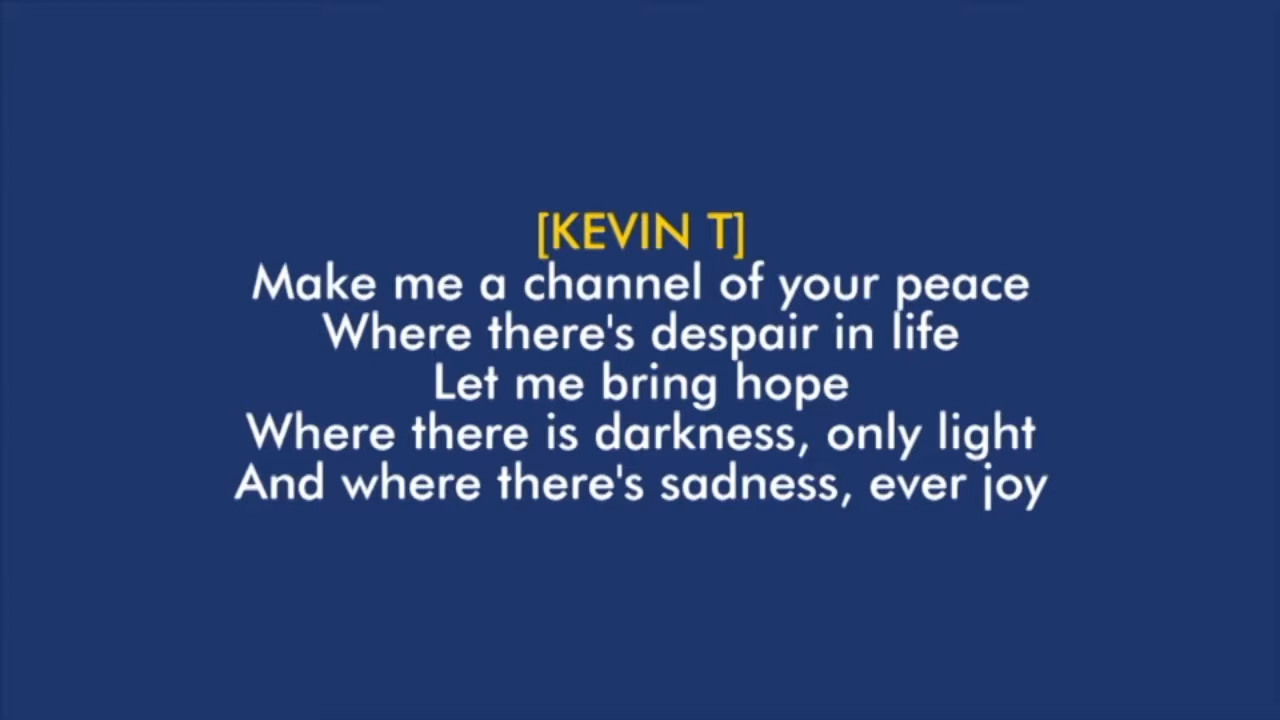 [KEVIN T]
Make me a channel of your peace
Where there's despair in life
Let me bring hope
Where there is darkness, only light
And where there's sadness, ever joy